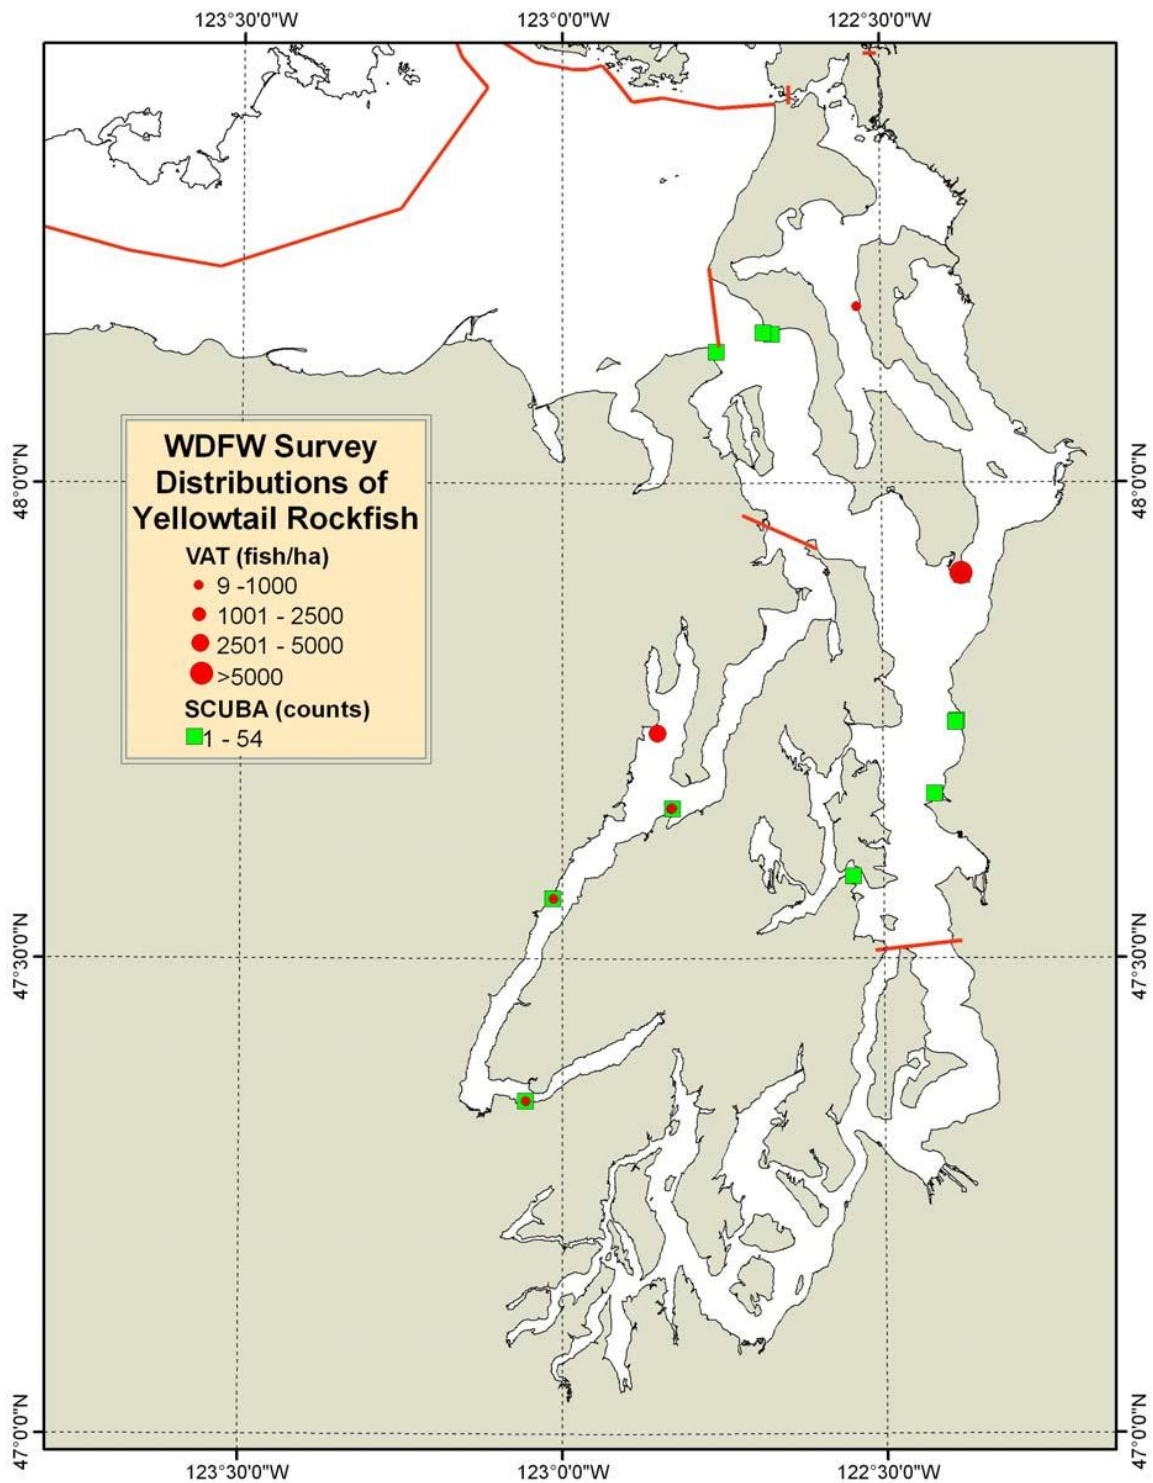 123°30'0"W 123°0'0"W 122°30'0"W
48°0'0"N
48°0'0"N
WDFW Survey
Distributions of
Yellowtail Rockfish
VAT (fish/ha)
9 -1000
1001 - 2500
2501 - 5000
>5000
SCUBA (counts)
1 - 54
47°30'0"N
47°30'0"N
47°0'0"N
47°0'0"N
123°30'0"W 123°0'0"W 122°30'0"W